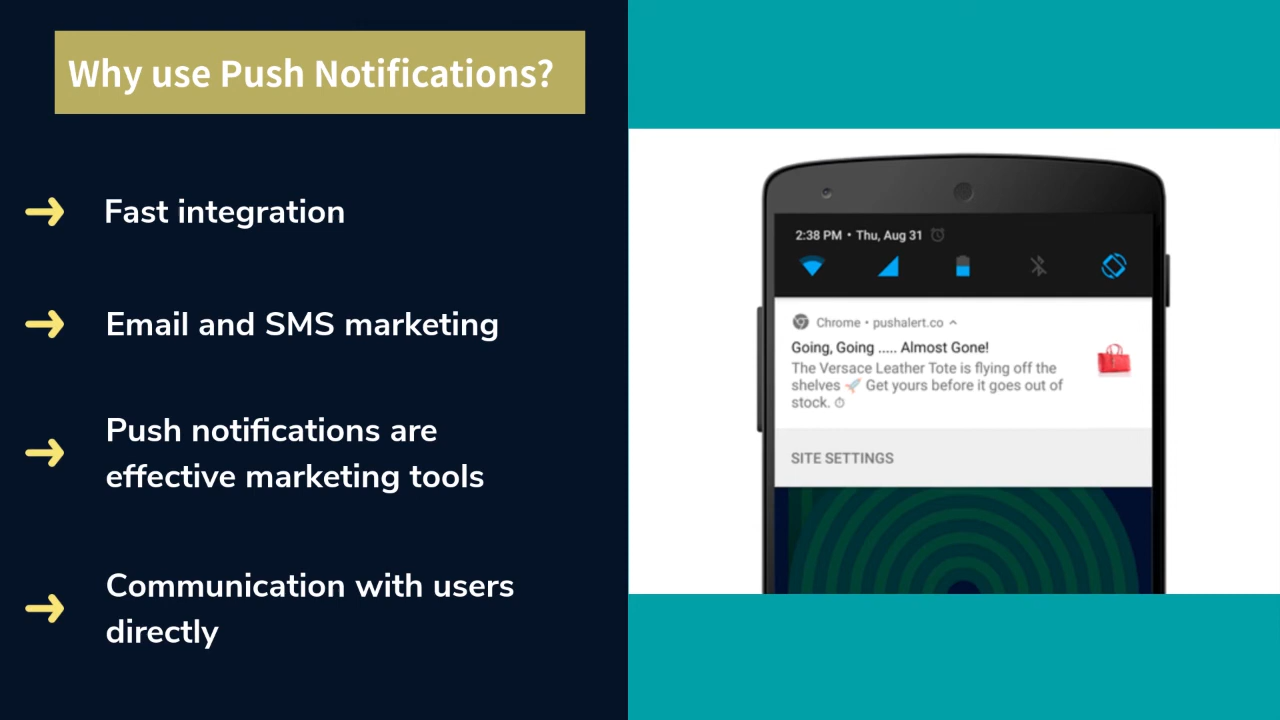 Why use Push Notifications?
Fast integration
Email and SMS marketing
Push notifications are
effective marketing tools
Communication with users
directly
2:38 PM • Thu, Aug 31
Chrome • pushalert.co
Going, Going ..... Almost Gone!
The Versace Leather Tote is flying off the
shelves 🚀 Get yours before it goes out of
stock. ⏱
SITE SETTINGS